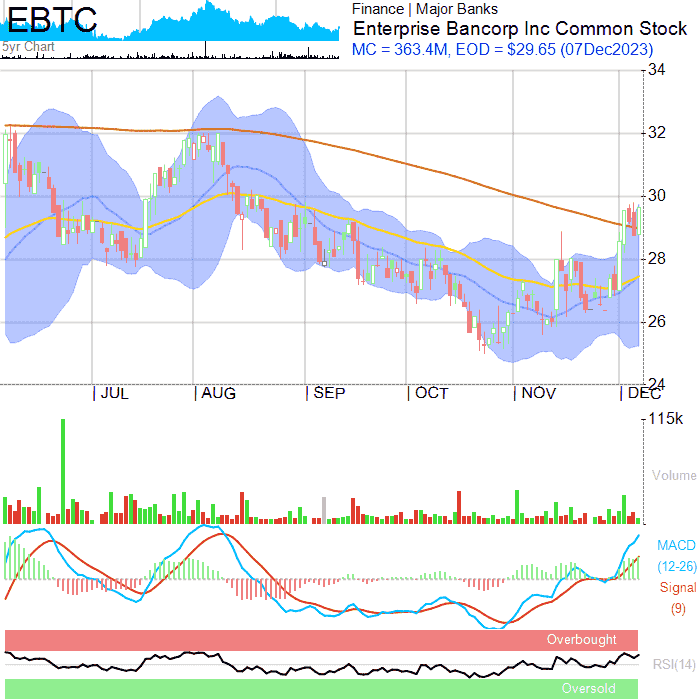 EBTC
5yr Chart
Finance | Major Banks
Enterprise Bancorp Inc Common Stock
MC = 363.4M, EOD = $29.65 (07Dec2023)
34
32
30
28
26
24
JUL AUG SEP OCT NOV DEC
115k
Volume
MACD
(12-26)
Signal
(9)
Overbought
RSI(14)
Oversold